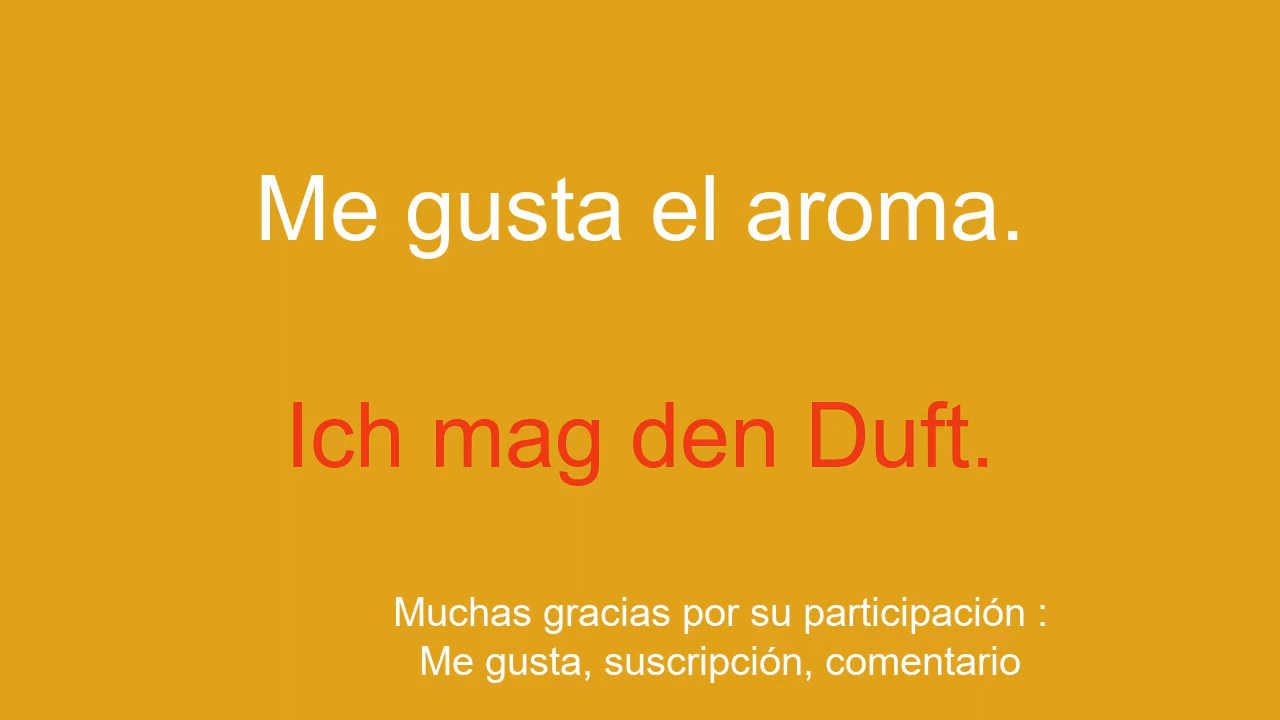 Me gusta el aroma.
Ich mag den Duft.
Muchas gracias por su participación :
Me gusta, suscripción, comentario